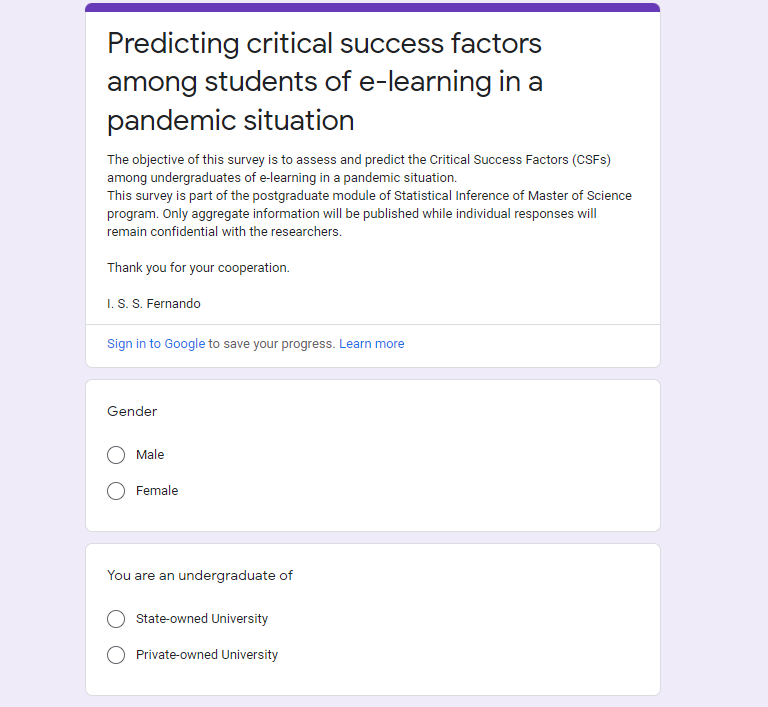 Predicting critical success factors
among students of e-learning in a
pandemic situation
The objective of this survey is to assess and predict the Critical Success Factors (CSFs)
among undergraduates of e-learning in a pandemic situation.
This survey is part of the postgraduate module of Statistical Inference of Master of Science
program. Only aggregate information will be published while individual responses will
remain confidential with the researchers.
Thank you for your cooperation.
I. S. S. Fernando
Sign in to Google to save your progress. Learn more
Gender
Male
Female
You are an undergraduate of
State-owned University
Private-owned University